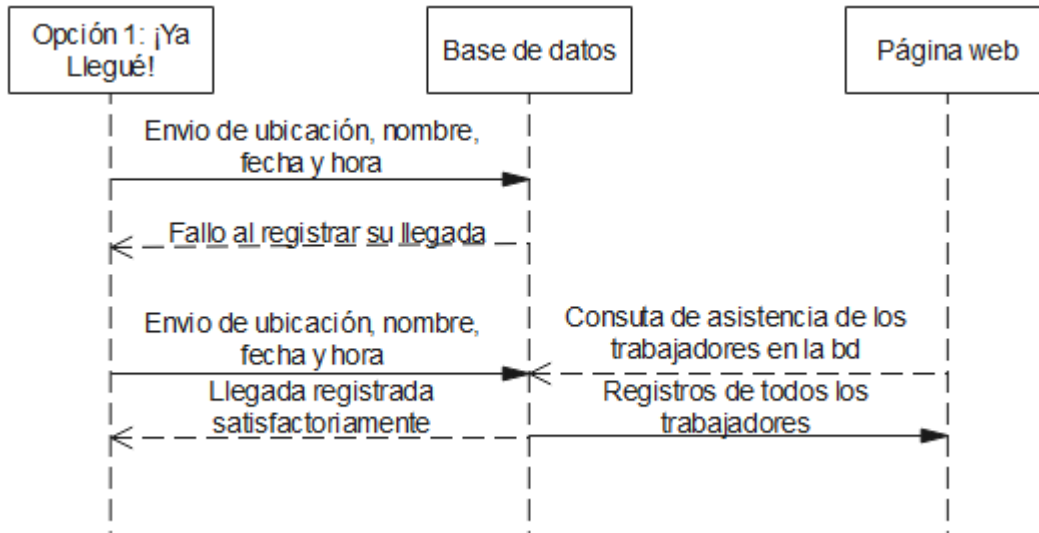 Opción 1: ¡Ya
Llegué!
Base de datos
Página web
Envio de ubicación, nombre,
fecha y hora
Fallo al registrar su llegada
Envio de ubicación, nombre,
fecha y hora
Consuta de asistencia de los
trabajadores en la bd
Llegada registrada
satisfactoriamente
Registros de todos los
trabajadores